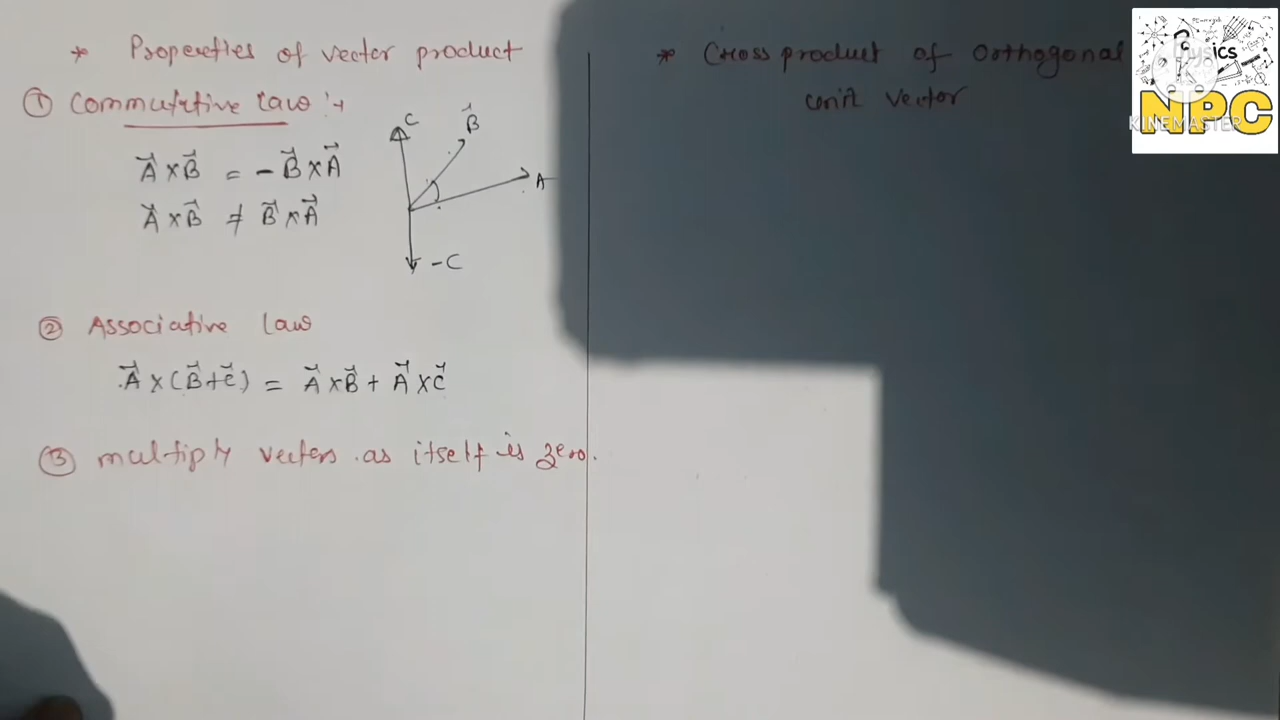 * Properties of vector product
① Commutative law :→
A⃗ × B⃗ = - B⃗ × A⃗
A⃗ × B⃗ ≠ B⃗ × A⃗
C
B⃗
A
-C
② Associative law
A⃗ × (B⃗ + C⃗) = A⃗ × B⃗ + A⃗ × C⃗
③ multiply vectors as itself is zero.
* Cross product of Orthogonal
unit vector
Physics
NPC
KINEMASTER